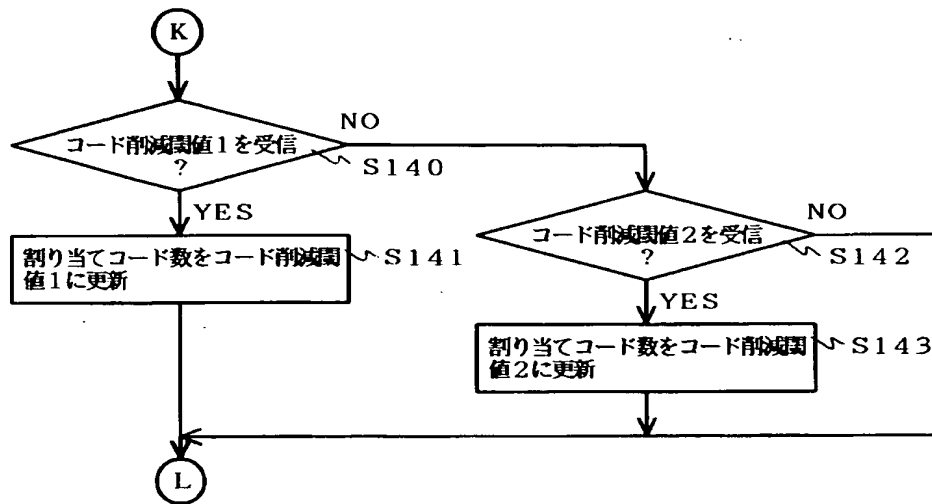 K
コード削減閾値1を受信
?
NO
S140
YES
割り当てコード数をコード削減閾
値1に更新
S141
コード削減閾値2を受信
?
NO
S142
YES
割り当てコード数をコード削減閾
値2に更新
S143
L